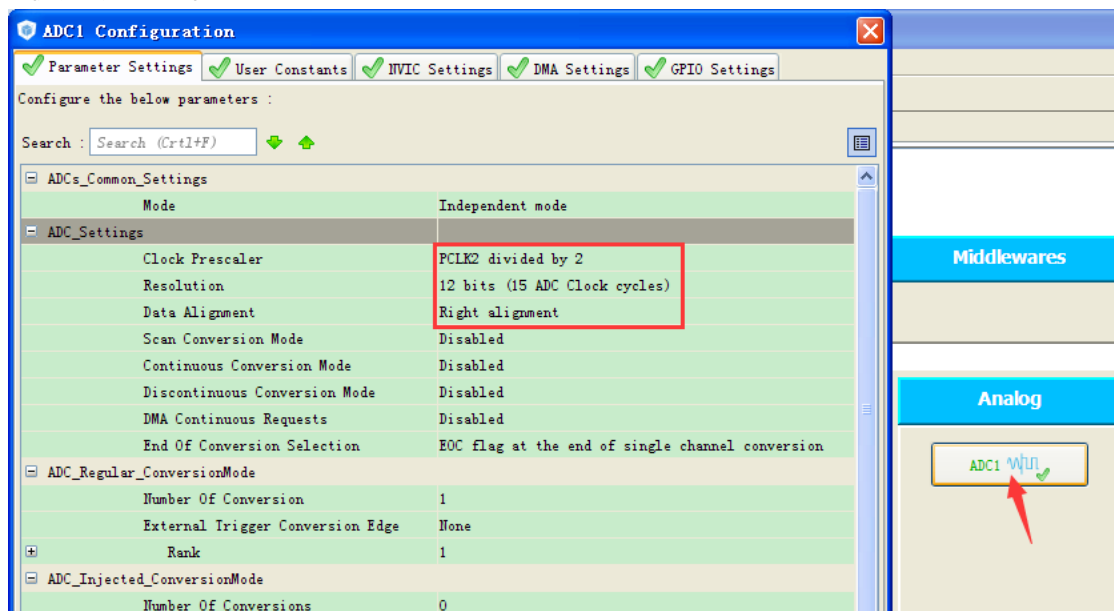 ADC1 Configuration
Parameter Settings User Constants NVIC Settings DMA Settings GPIO Settings
Configure the below parameters :
Search : Search (Crtl+F)
ADCs_Common_Settings
Mode Independent mode
ADC_Settings
Clock Prescaler PCLK2 divided by 2
Resolution 12 bits (15 ADC Clock cycles)
Data Alignment Right alignment
Scan Conversion Mode Disabled
Continuous Conversion Mode Disabled
Discontinuous Conversion Mode Disabled
DMA Continuous Requests Disabled
End Of Conversion Selection EOC flag at the end of single channel conversion
ADC_Regular_ConversionMode
Number Of Conversion 1
External Trigger Conversion Edge None
Rank 1
ADC_Injected_ConversionMode
Number Of Conversions 0
Middlewares
Analog
ADC1